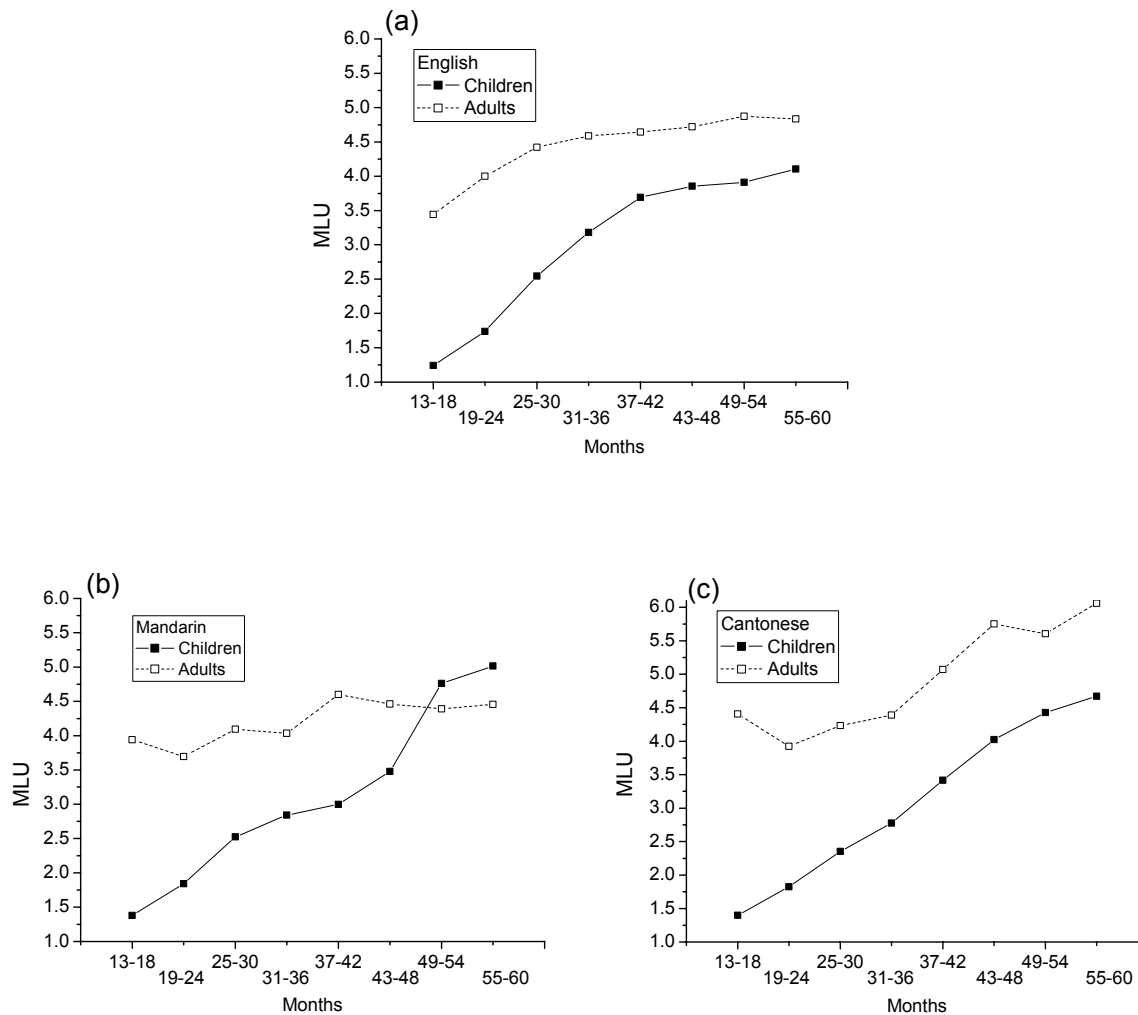 (a)
English
Children
Adults
MLU
6.0
5.5
5.0
4.5
4.0
3.5
3.0
2.5
2.0
1.5
1.0
13-18 25-30 37-42 49-54
19-24 31-36 43-48 55-60
Months
(b)
Mandarin
Children
Adults
MLU
6.0
5.5
5.0
4.5
4.0
3.5
3.0
2.5
2.0
1.5
1.0
13-18 25-30 37-42 49-54
19-24 31-36 43-48 55-60
Months
(c)
Cantonese
Children
Adults
MLU
6.0
5.5
5.0
4.5
4.0
3.5
3.0
2.5
2.0
1.5
1.0
13-18 25-30 37-42 49-54
19-24 31-36 43-48 55-60
Months